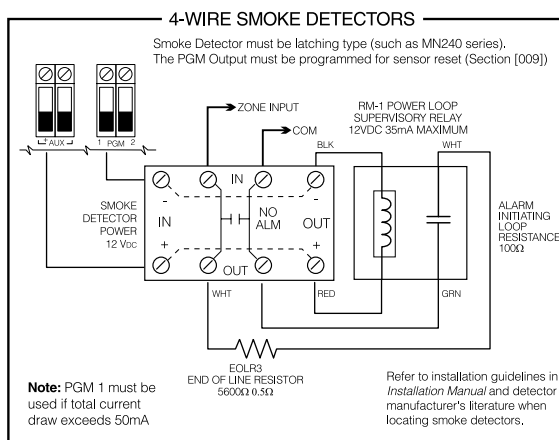 4-WIRE SMOKE DETECTORS
Smoke Detector must be latching type (such as MN240 series).
The PGM Output must be programmed for sensor reset (Section [009])
ZONE INPUT
COM
RM-1 POWER LOOP
SUPERVISORY RELAY
12VDC 35mA MAXIMUM
+ AUX -
1 PGM 2
BLK
WHT
IN
SMOKE
DETECTOR
POWER
12 VDC
-
IN
+
NO
ALM
-
OUT
+
OUT
ALARM
INITIATING
LOOP
RESISTANCE
100Ω
WHT
RED
GRN
EOLR3
END OF LINE RESISTOR
5600Ω 0.5Ω
Note: PGM 1 must be
used if total current
draw exceeds 50mA
Refer to installation guidelines in
Installation Manual and detector
manufacturer's literature when
locating smoke detectors.